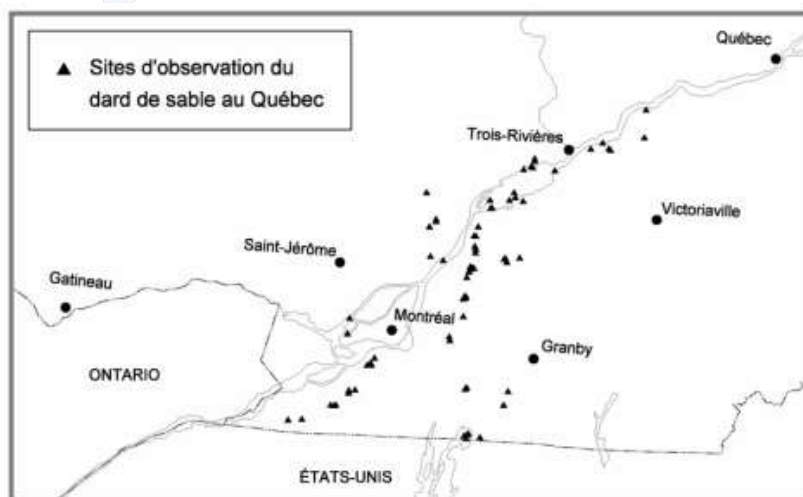 Sites d'observation du
dard de sable au Québec
Québec
Trois-Rivières
Victoriaville
Saint-Jérôme
Gatineau
Montréal
Granby
ONTARIO
ÉTATS-UNIS